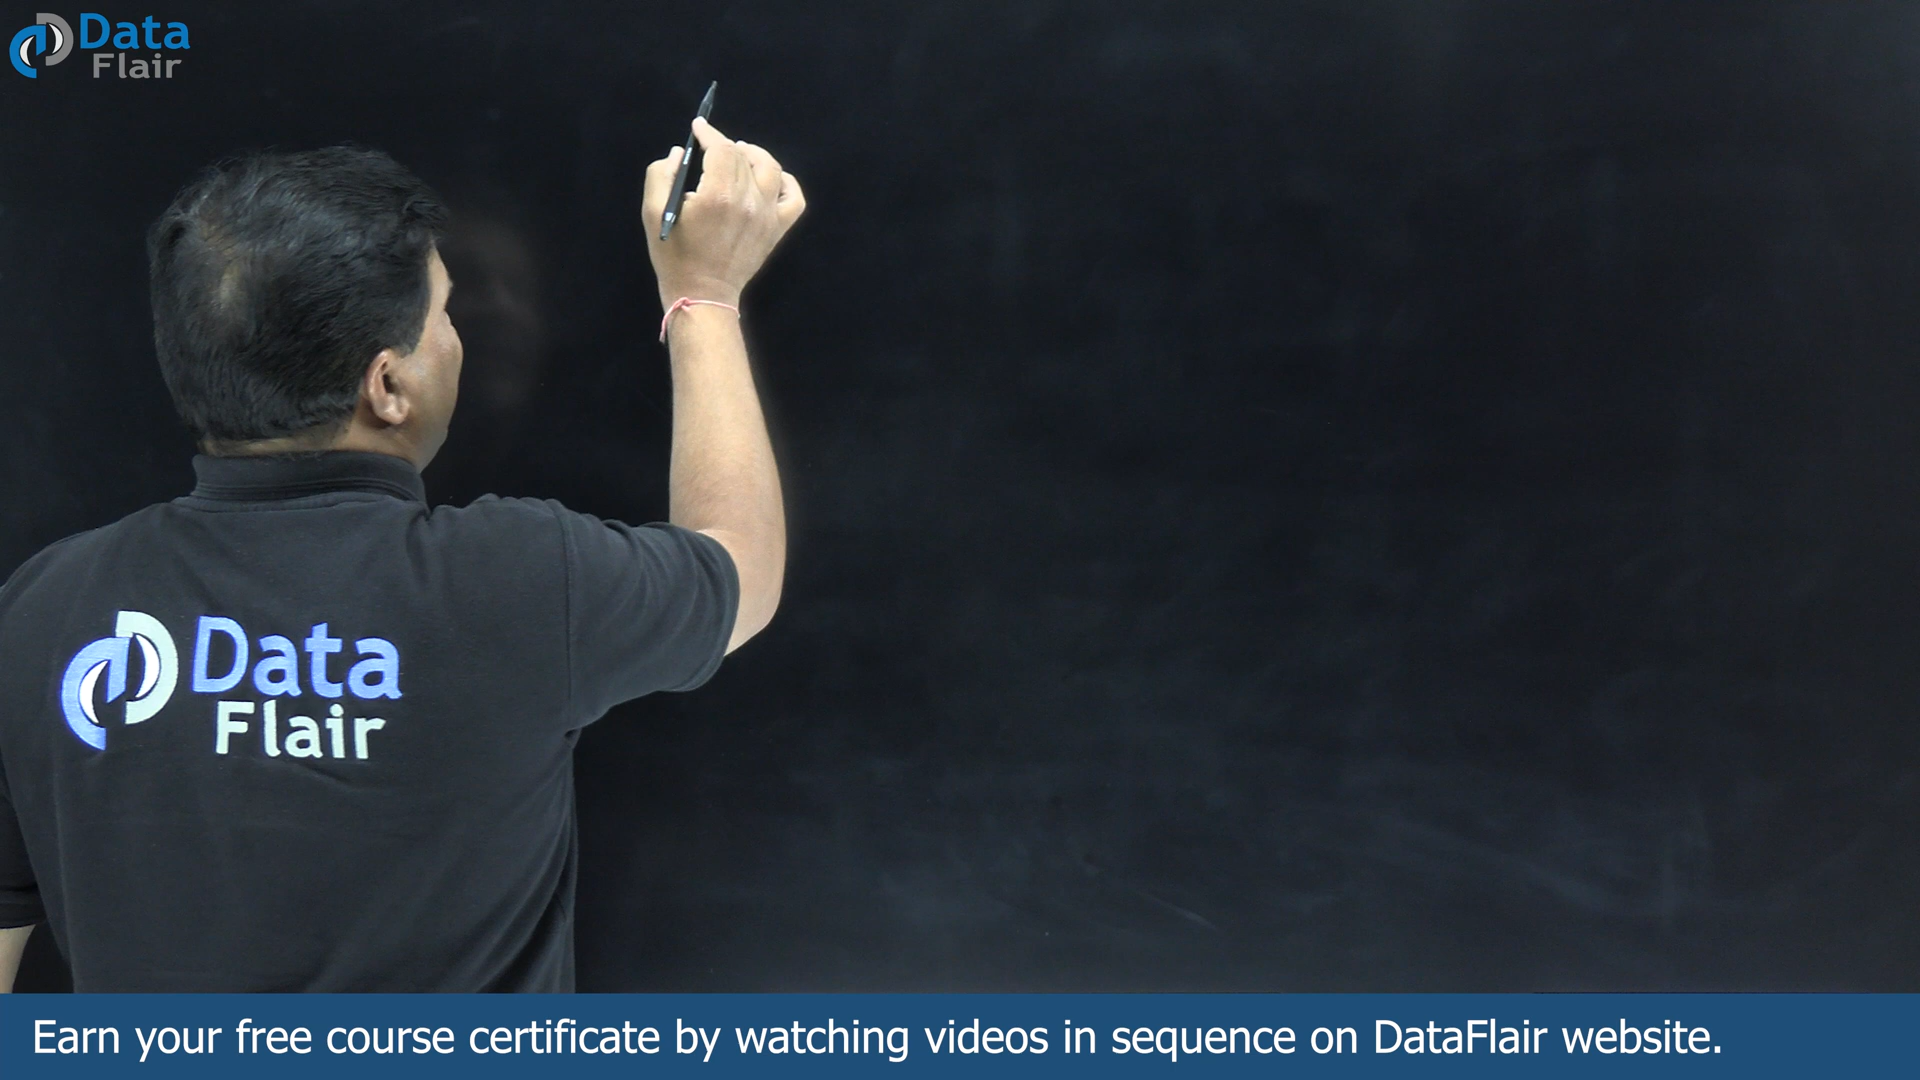 Data
Flair
Data
Flair
Earn your free course certificate by watching videos in sequence on DataFlair website.